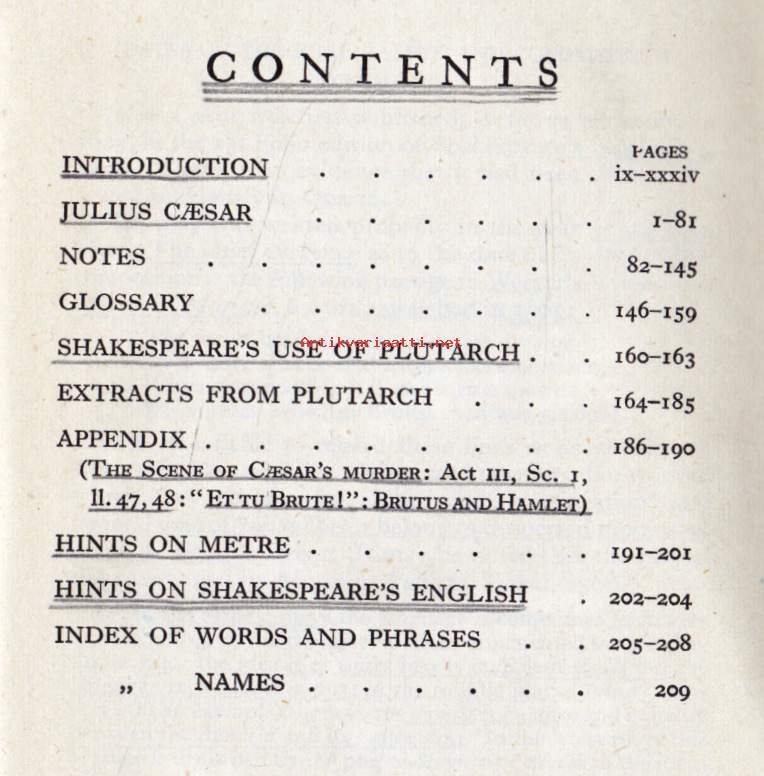 CONTENTS
PAGES
INTRODUCTION . . . . ix–xxxiv
JULIUS CÆSAR . . . . . 1–81
NOTES . . . . . . 82–145
GLOSSARY . . . . . . 146–159
Antikvariaatti.net
SHAKESPEARE'S USE OF PLUTARCH . . 160–163
EXTRACTS FROM PLUTARCH . . . 164–185
APPENDIX . . . . . . 186–190
(THE SCENE OF CÆSAR'S MURDER: Act III, Sc. 1,
ll. 47, 48: "ET TU BRUTE!": BRUTUS AND HAMLET)
HINTS ON METRE . . . . . 191–201
HINTS ON SHAKESPEARE'S ENGLISH . 202–204
INDEX OF WORDS AND PHRASES . . 205–208
„ NAMES . . . . . . 209